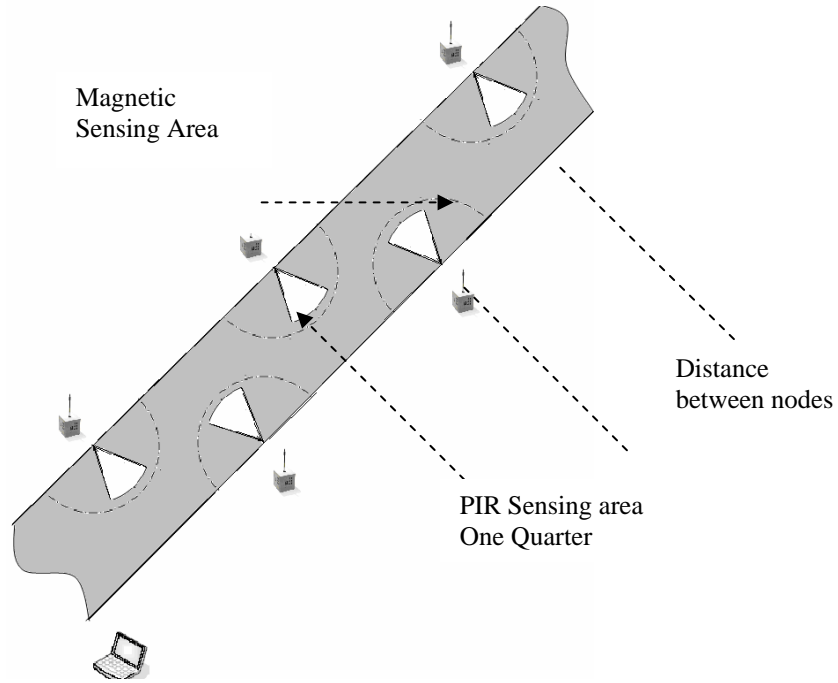 Magnetic
Sensing Area
Distance
between nodes
PIR Sensing area
One Quarter